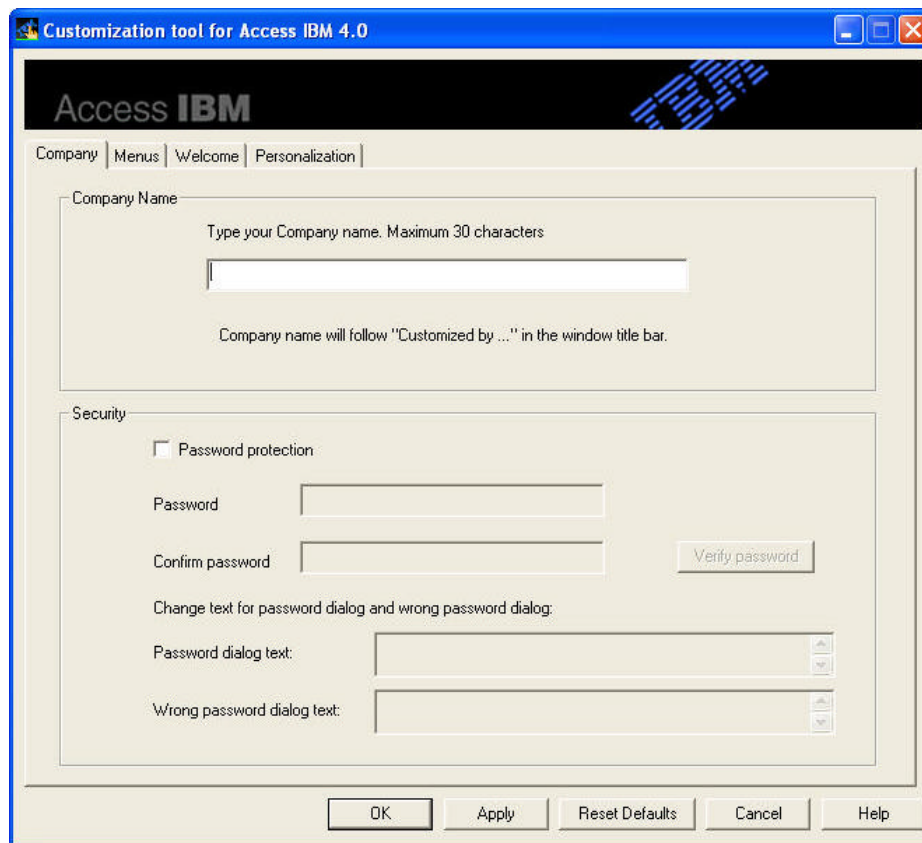 Customization tool for Access IBM 4.0
Access IBM
IBM
Company Menus Welcome Personalization
Company Name
Type your Company name. Maximum 30 characters
Company name will follow "Customized by ..." in the window title bar.
Security
Password protection
Password
Confirm password
Verify password
Change text for password dialog and wrong password dialog:
Password dialog text:
Wrong password dialog text:
OK Apply Reset Defaults Cancel Help